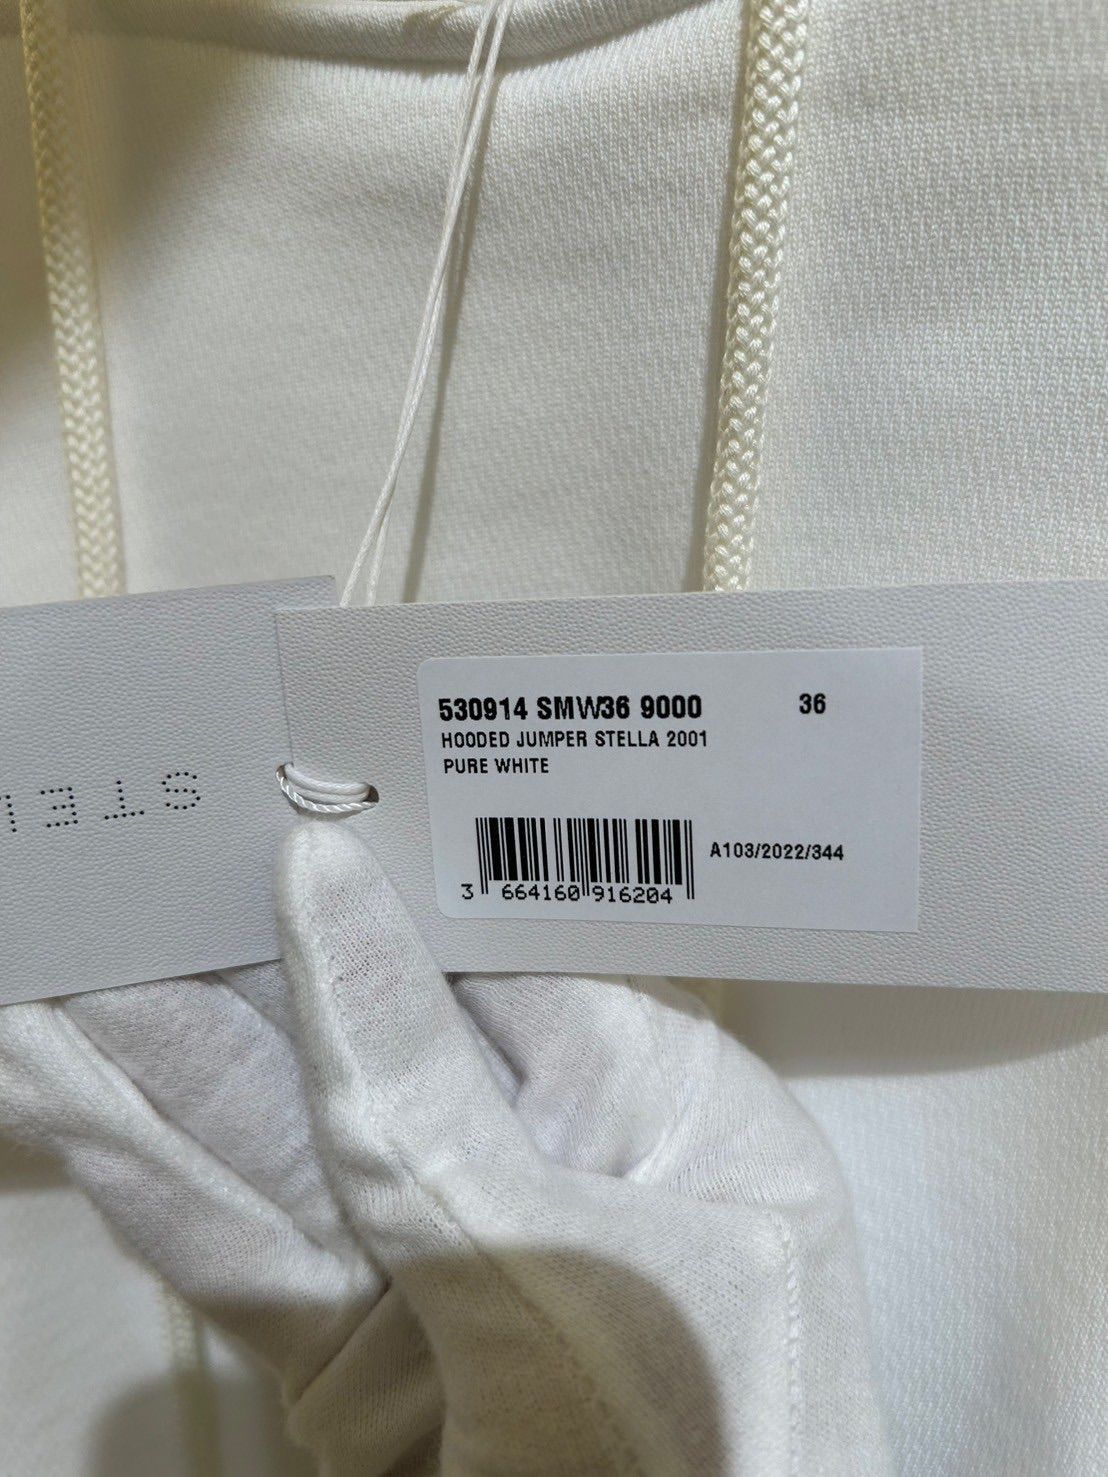 530914 SMW36 9000 36
HOODED JUMPER STELLA 2001
PURE WHITE
A103/2022/344
3 664160 916204